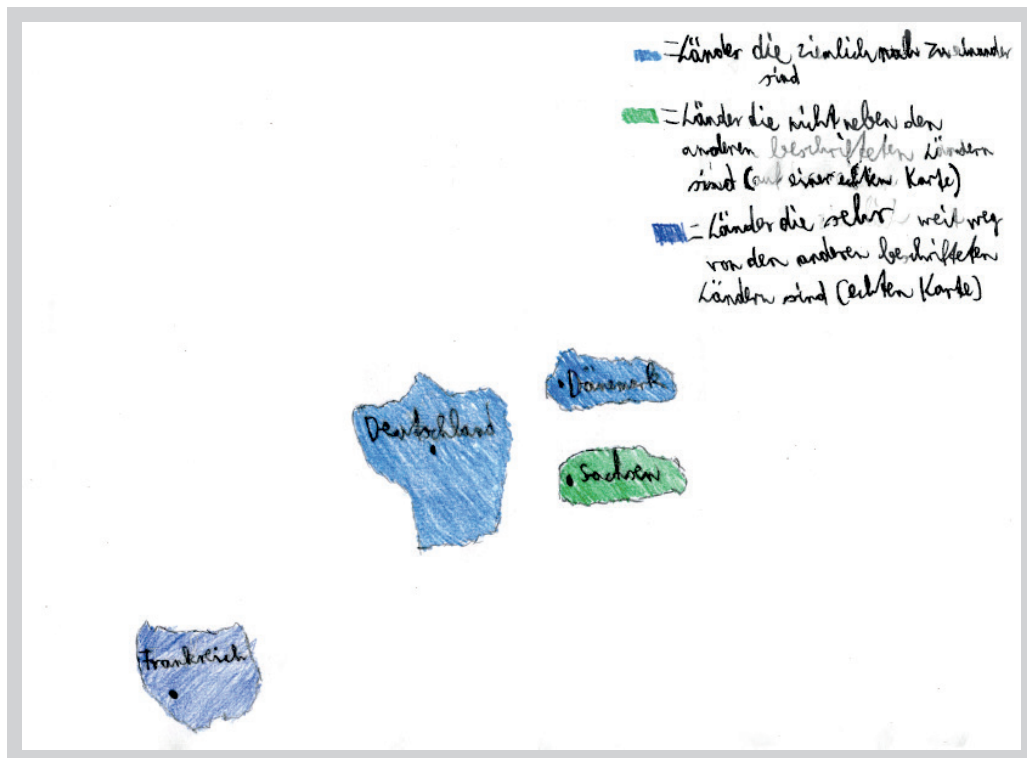 =Länder die ziemlich nah zueinander
sind
=Länder die nicht neben den
anderen beschrifteten Ländern
sind (auf einer echten Karte)
=Länder die sehr weit weg
von den anderen beschrifteten
Ländern sind (echten Karte)
Dänemark
Deutschland
Sachsen
Frankreich